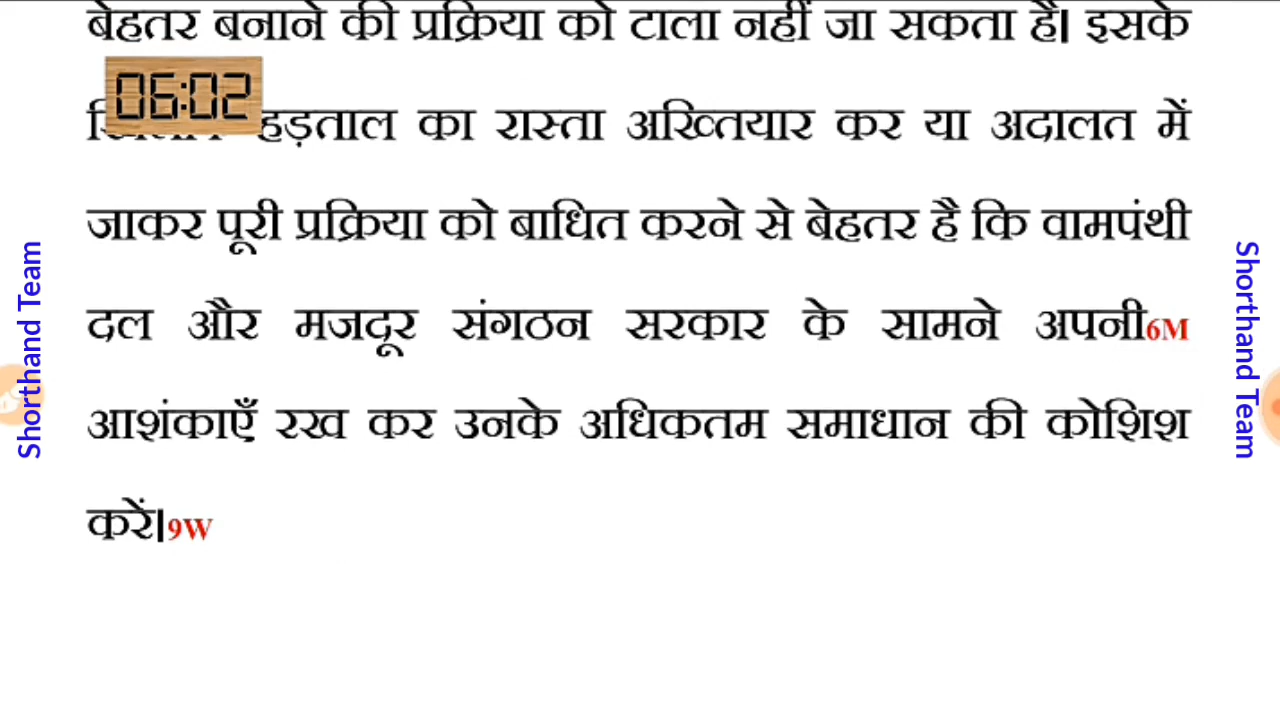 बेहतर बनाने की प्रक्रिया को टाला नहीं जा सकता है। इसके
06:02
हड़ताल का रास्ता अख्तियार कर या अदालत में
जाकर पूरी प्रक्रिया को बाधित करने से बेहतर है कि वामपंथी
दल और मजदूर संगठन सरकार के सामने अपनी6M
आशंकाएँ रख कर उनके अधिकतम समाधान की कोशिश
करें।9W
Shorthand Team
Shorthand Team